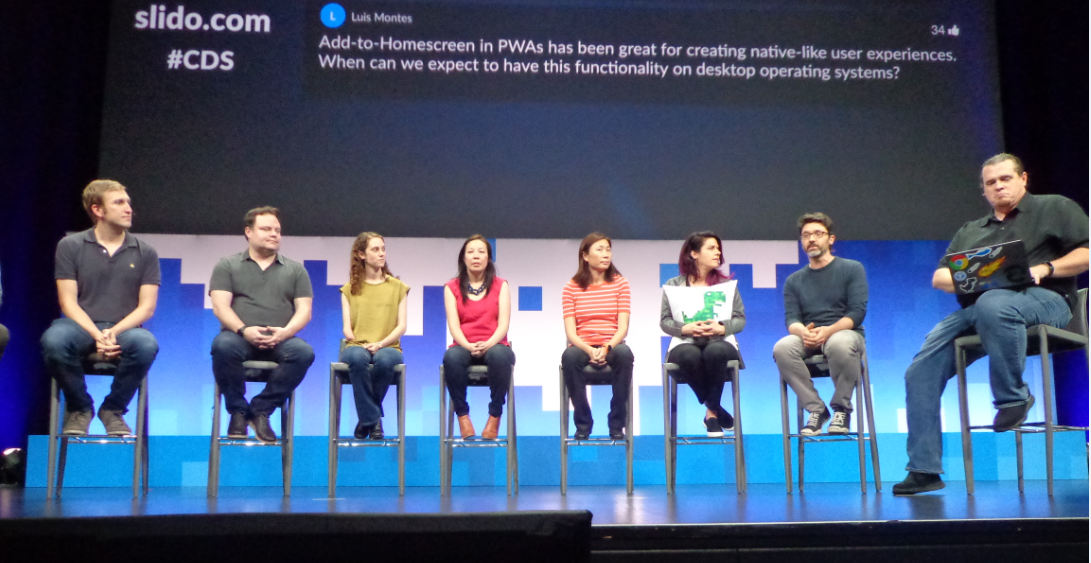 slido.com
#CDS
L
Luis Montes
34
Add-to-Homescreen in PWAs has been great for creating native-like user experiences.
When can we expect to have this functionality on desktop operating systems?